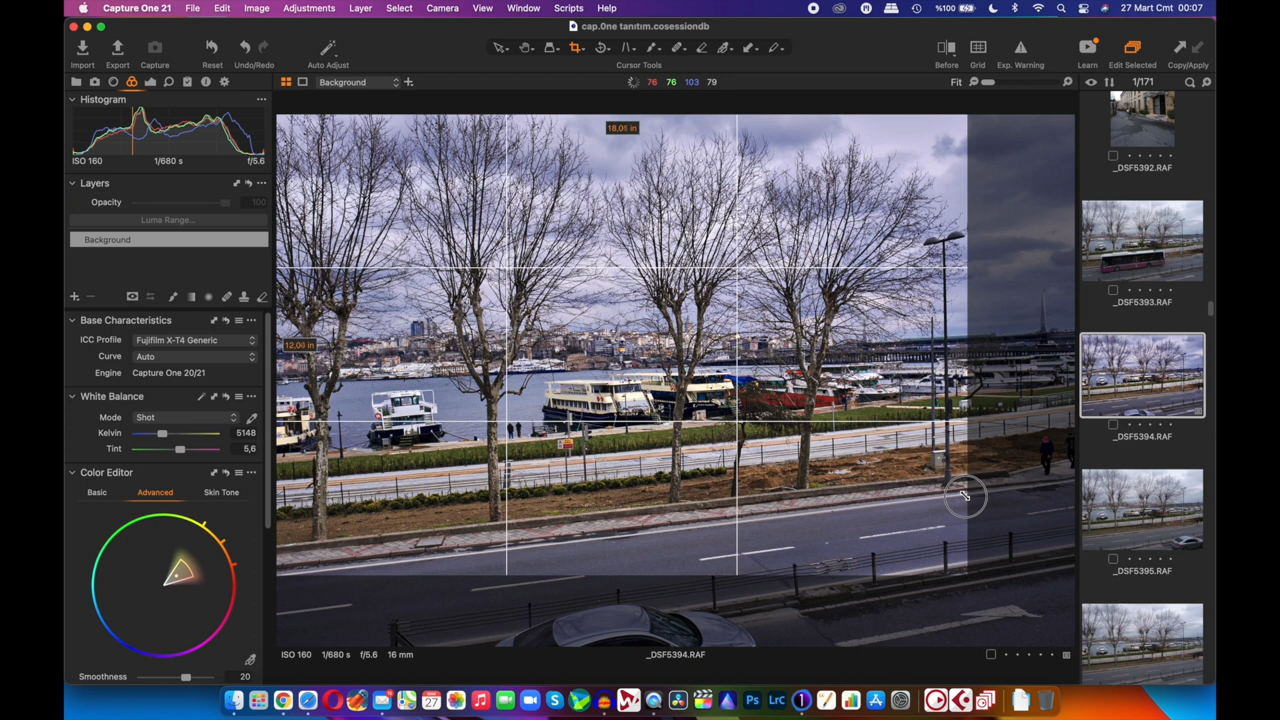 Capture One 21 File Edit Image Adjustments Layer Select Camera View Window Scripts Help %100 27 Mart Cmt 00:07
cap.0ne tanıtım.cosessiondb
Import Export Capture Reset Undo/Redo Auto Adjust Cursor Tools Before Grid Exp. Warning Learn Edit Selected Copy/Apply
Background 76 76 103 79 Fit 1/171
Histogram
ISO 160 1/680 s f/5.6
Layers
Opacity 100
Luma Range...
Background
Base Characteristics
ICC Profile Fujifilm X-T4 Generic
Curve Auto
Engine Capture One 20/21
White Balance
Mode Shot
Kelvin 5148
Tint 5,6
Color Editor
Basic Advanced Skin Tone
Smoothness 20
12,00 in
ISO 160 1/680 s f/5.6 16 mm _DSF5394.RAF
_DSF5392.RAF
_DSF5393.RAF
_DSF5394.RAF
_DSF5395.RAF
27
Ps
LrC